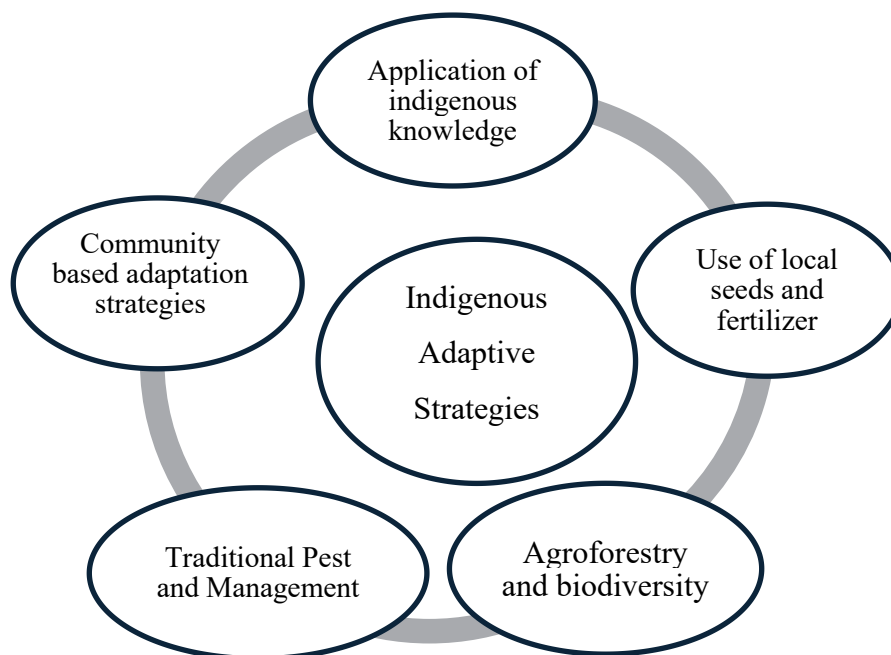 Application of
indigenous
knowledge
Community
based adaptation
strategies
Use of local
seeds and
fertilizer
Indigenous
Adaptive
Strategies
Traditional Pest
and Management
Agroforestry
and biodiversity